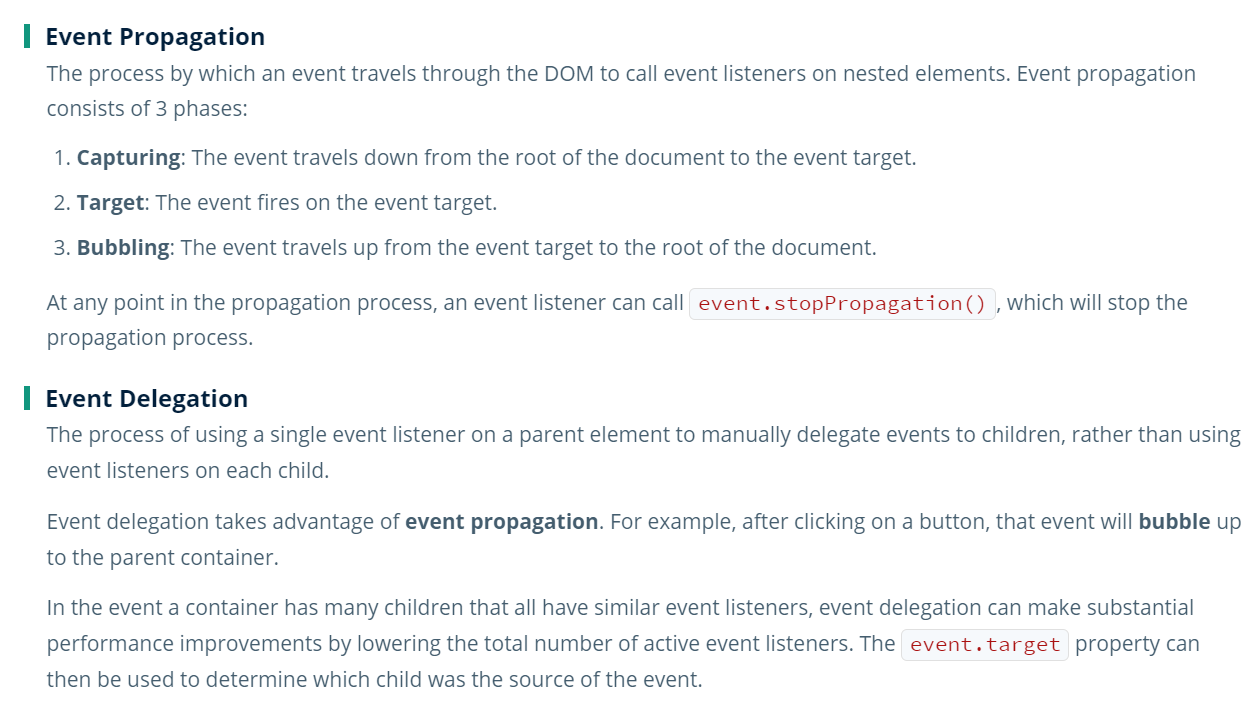 Event Propagation
The process by which an event travels through the DOM to call event listeners on nested elements. Event propagation
consists of 3 phases:
1. Capturing: The event travels down from the root of the document to the event target.
2. Target: The event fires on the event target.
3. Bubbling: The event travels up from the event target to the root of the document.
At any point in the propagation process, an event listener can call event.stopPropagation(), which will stop the
propagation process.
Event Delegation
The process of using a single event listener on a parent element to manually delegate events to children, rather than using
event listeners on each child.
Event delegation takes advantage of event propagation. For example, after clicking on a button, that event will bubble up
to the parent container.
In the event a container has many children that all have similar event listeners, event delegation can make substantial
performance improvements by lowering the total number of active event listeners. The event.target property can
then be used to determine which child was the source of the event.